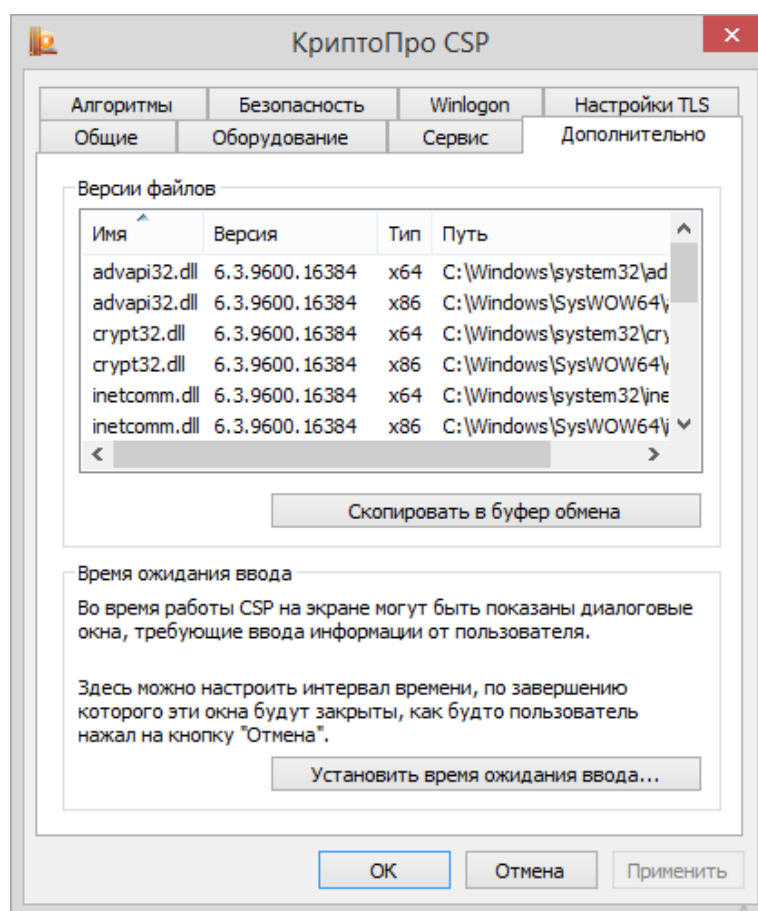 КриптоПро CSP
Алгоритмы Безопасность Winlogon Настройки TLS
Общие Оборудование Сервис Дополнительно
Версии файлов
Имя Версия Тип Путь
advapi32.dll 6.3.9600.16384 x64 C:\Windows\system32\ad
advapi32.dll 6.3.9600.16384 x86 C:\Windows\SysWOW64\
crypt32.dll 6.3.9600.16384 x64 C:\Windows\system32\cry
crypt32.dll 6.3.9600.16384 x86 C:\Windows\SysWOW64\
inetcomm.dll 6.3.9600.16384 x64 C:\Windows\system32\ine
inetcomm.dll 6.3.9600.16384 x86 C:\Windows\SysWOW64\i
Скопировать в буфер обмена
Время ожидания ввода
Во время работы CSP на экране могут быть показаны диалоговые
окна, требующие ввода информации от пользователя.
Здесь можно настроить интервал времени, по завершению
которого эти окна будут закрыты, как будто пользователь
нажал на кнопку "Отмена".
Установить время ожидания ввода...
ОК Отмена Применить